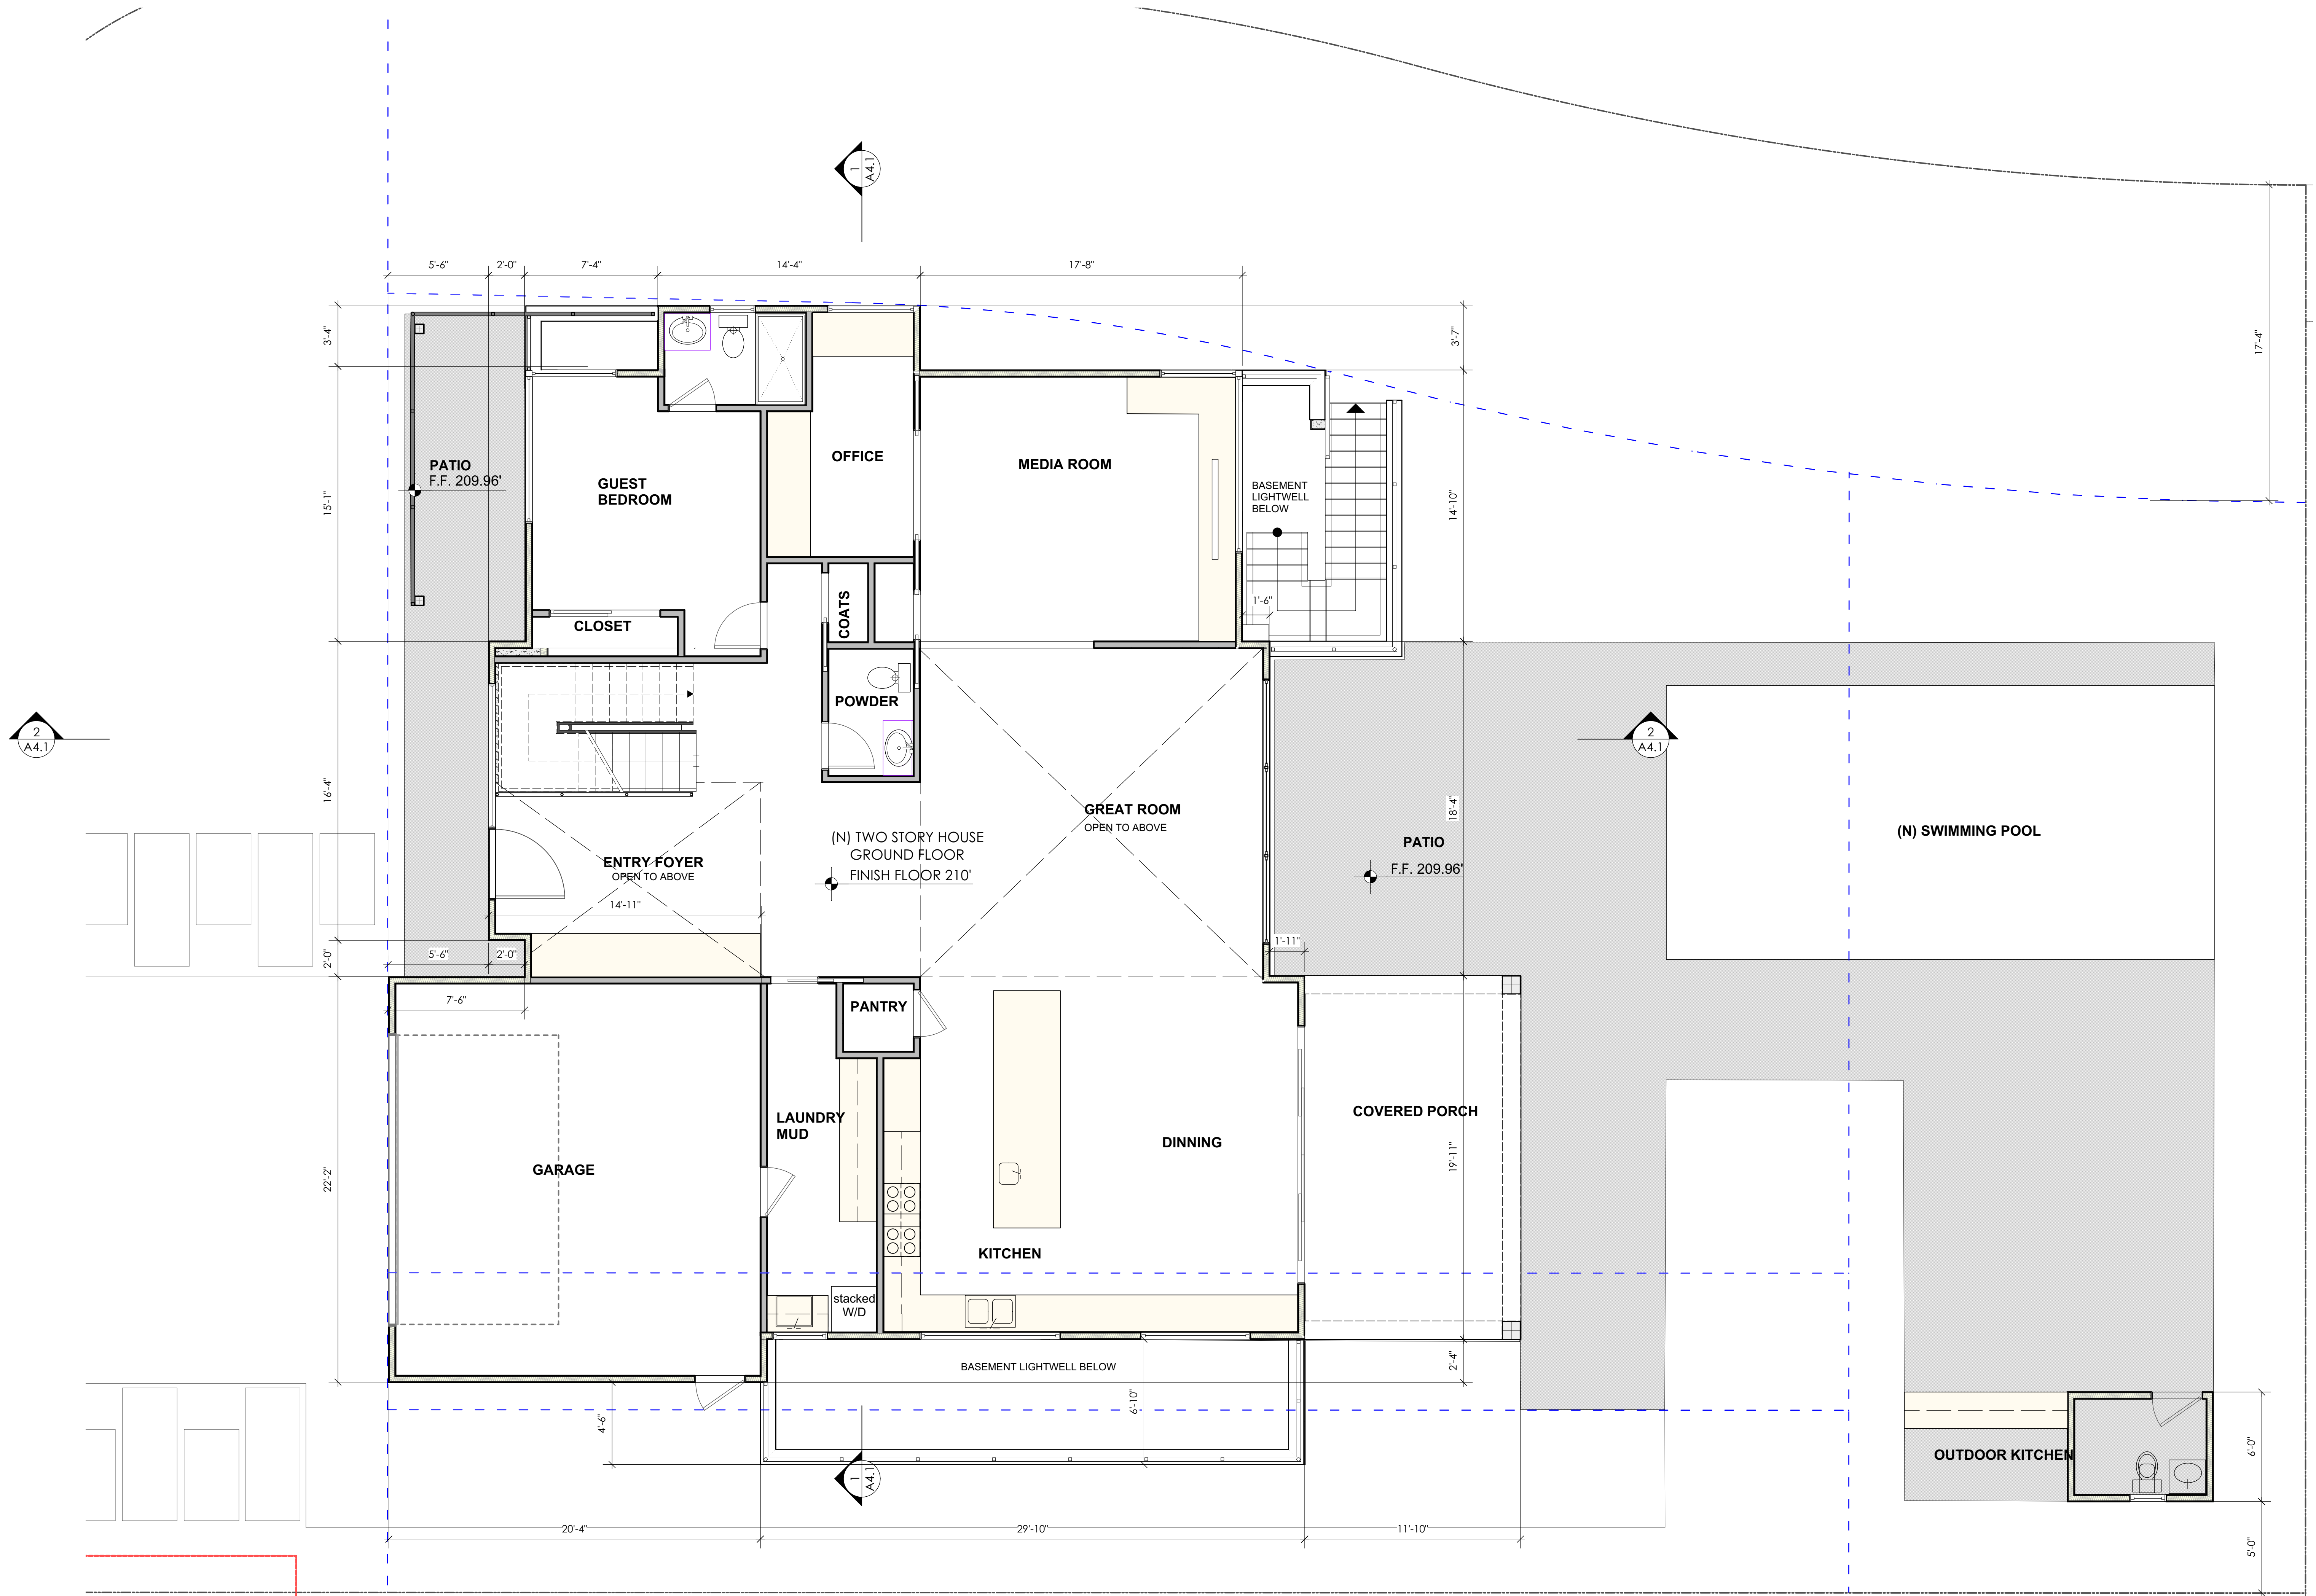 1
A4.1
5'-6"
2'-0"
7'-4"
14'-4"
17'-8"
3'-4"
3'-7"
17'-4"
PATIO
F.F. 209.96'
GUEST
BEDROOM
OFFICE
MEDIA ROOM
BASEMENT
LIGHTWELL
BELOW
15'-1"
14'-10"
1'-6"
CLOSET
COATS
POWDER
2
A4.1
2
A4.1
16'-4"
18'-4"
GREAT ROOM
OPEN TO ABOVE
(N) TWO STORY HOUSE
GROUND FLOOR
FINISH FLOOR 210'
ENTRY FOYER
OPEN TO ABOVE
14'-11"
PATIO
F.F. 209.96'
(N) SWIMMING POOL
2'-0"
5'-6"
2'-0"
1'-11"
7'-6"
PANTRY
LAUNDRY
MUD
COVERED PORCH
DINNING
GARAGE
22'-2"
19'-11"
KITCHEN
stacked
W/D
BASEMENT LIGHTWELL BELOW
2'-4"
4'-6"
6'-10"
1
A4.1
OUTDOOR KITCHEN
6'-0"
20'-4"
29'-10"
11'-10"
5'-0"